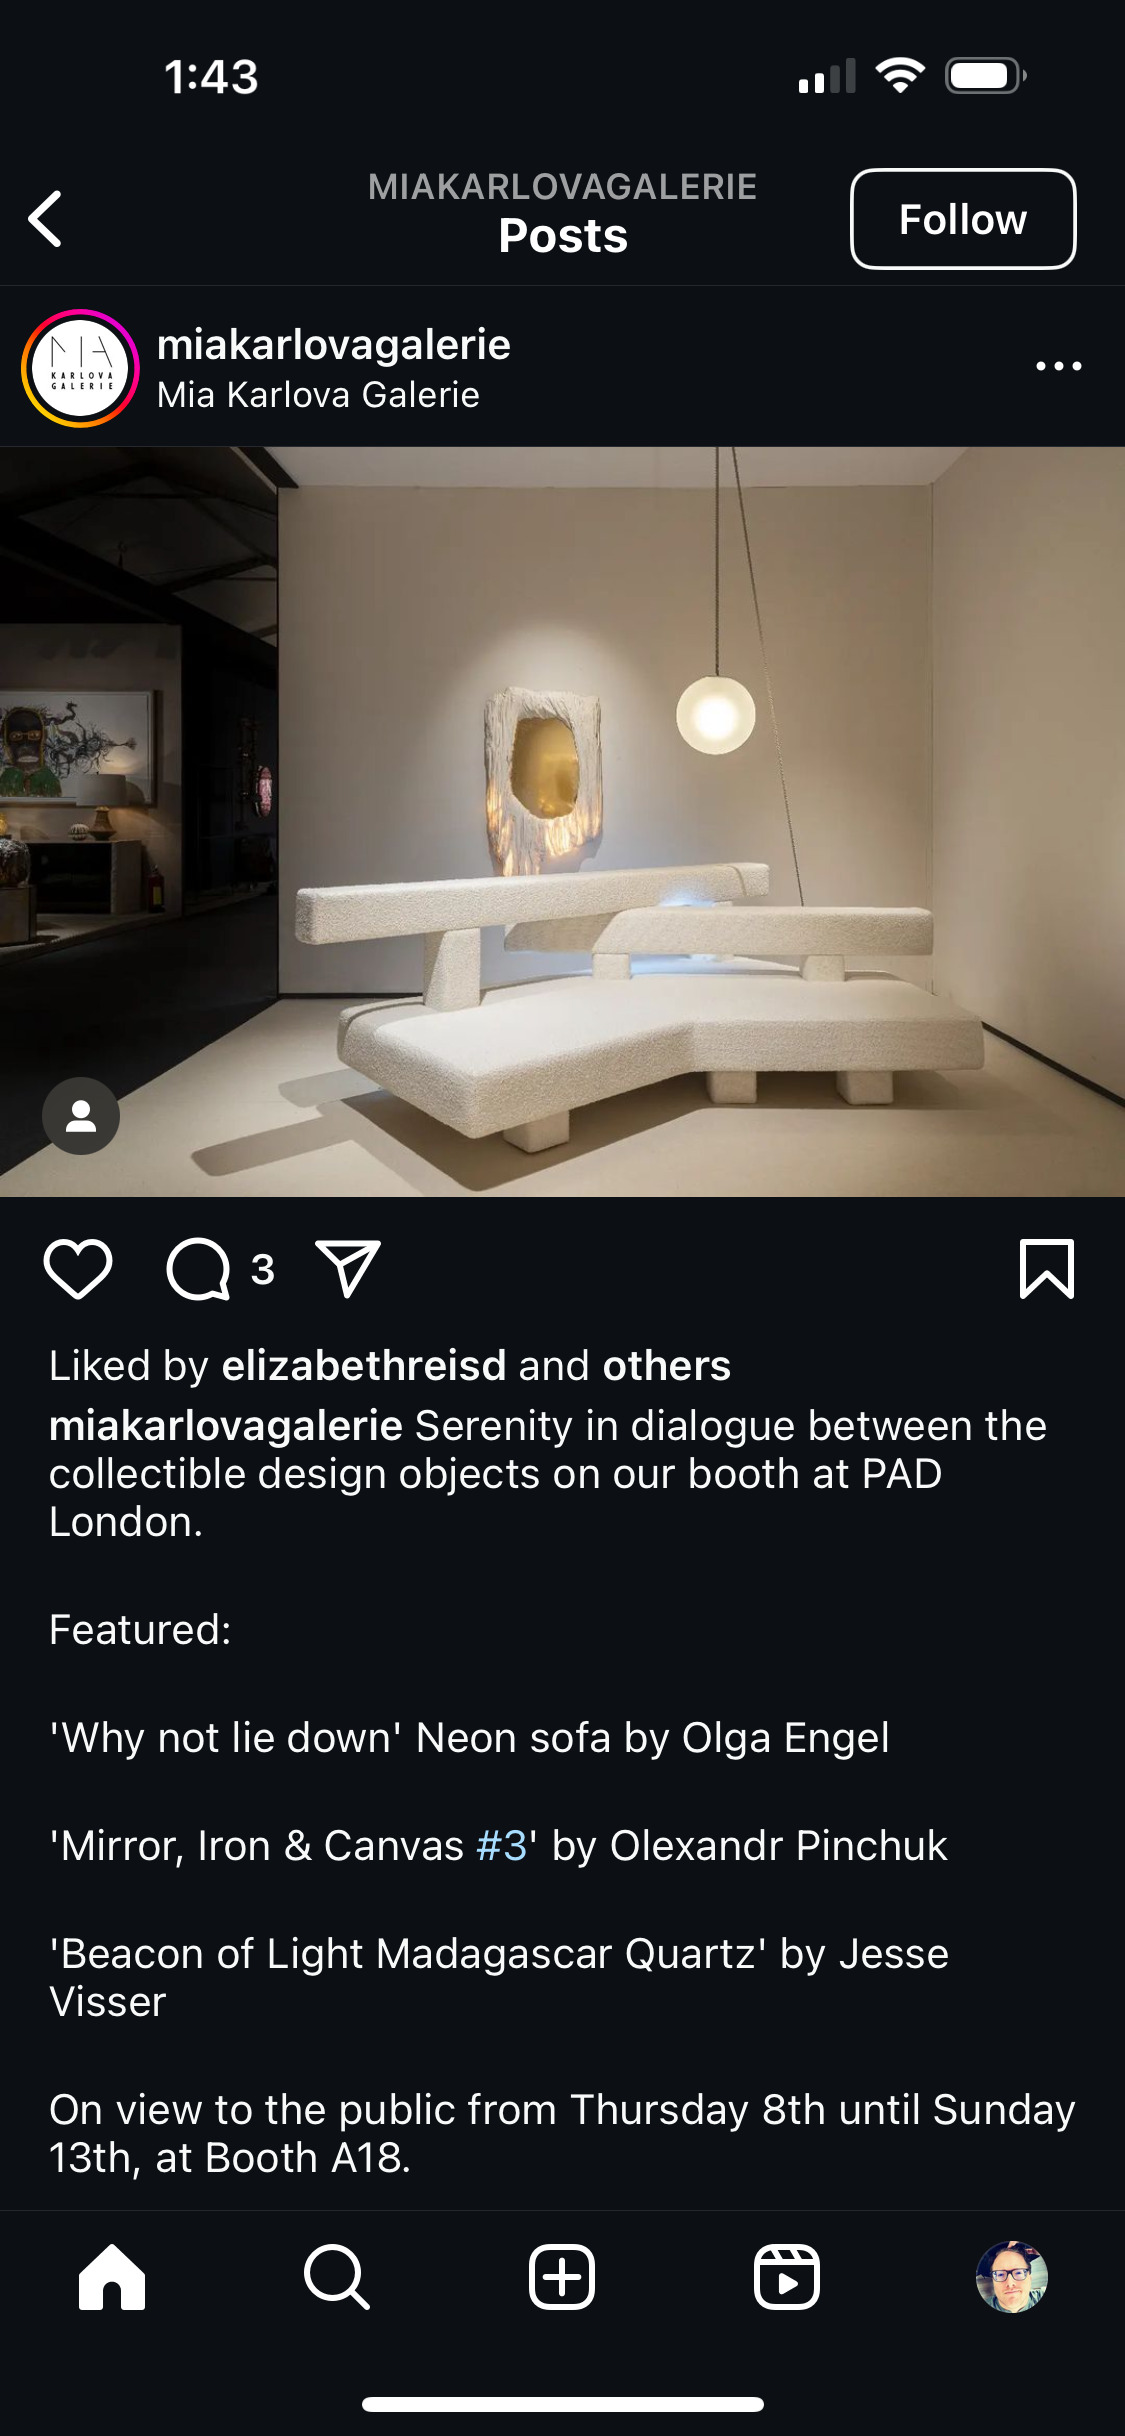 1:43
MIAKARLOVAGALERIE
Posts
Follow
MIA
KARLOVA
GALERIE
miakarlovagalerie
Mia Karlova Galerie
3
Liked by elizabethreisd and others
miakarlovagalerie Serenity in dialogue between the
collectible design objects on our booth at PAD
London.
Featured:
'Why not lie down' Neon sofa by Olga Engel
'Mirror, Iron & Canvas #3' by Olexandr Pinchuk
'Beacon of Light Madagascar Quartz' by Jesse
Visser
On view to the public from Thursday 8th until Sunday
13th, at Booth A18.